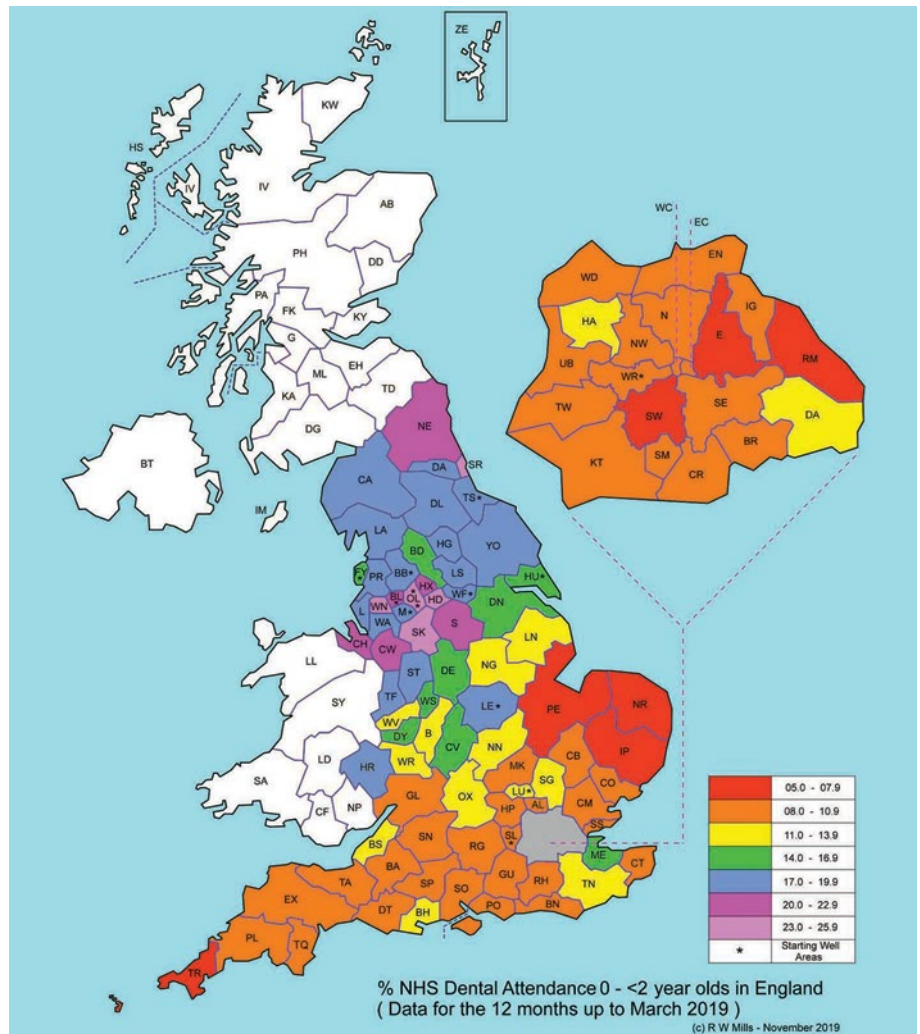 ZE
KW
HS
IV
IV
AB
WC
EC
PH
DD
EN
WD
PA
FK
KY
IG
HA
N
E
G
NW
RM
EH
UB
ML
TD
WR*
KA
SE
TW
SW
DA
DG
NE
BR
KT
SM
CR
BT
SR
DA
CA
TS*
DL
IM
LA
HG
YO
BD
FY
*
PR
BB*
LS
HU*
HX
BL
*
*
OL
*
HD
WF*
WN
DN
L
M*
WA
SK
S
CH
LN
CW
LL
NG
ST
DE
SY
TF
WS
LE*
PE
NR
WV
B
DY
CV
IP
LD
HR
WR
NN
CB
MK
SG
SA
OX
CO
LU*
GL
CF
NP
HP
AL
CM
SS
SL
*
BS
SN
RG
ME
CT
BA
GU
RH
TN
TA
SP
SO
EX
PO
BN
DT
BH
PL
TQ
TR
05.0 - 07.9
08.0 - 10.9
11.0 - 13.9
14.0 - 16.9
17.0 - 19.9
20.0 - 22.9
23.0 - 25.9
* Starting Well
Areas
% NHS Dental Attendance 0 - <2 year olds in England
( Data for the 12 months up to March 2019 )
(c) R W Mills - November 2019